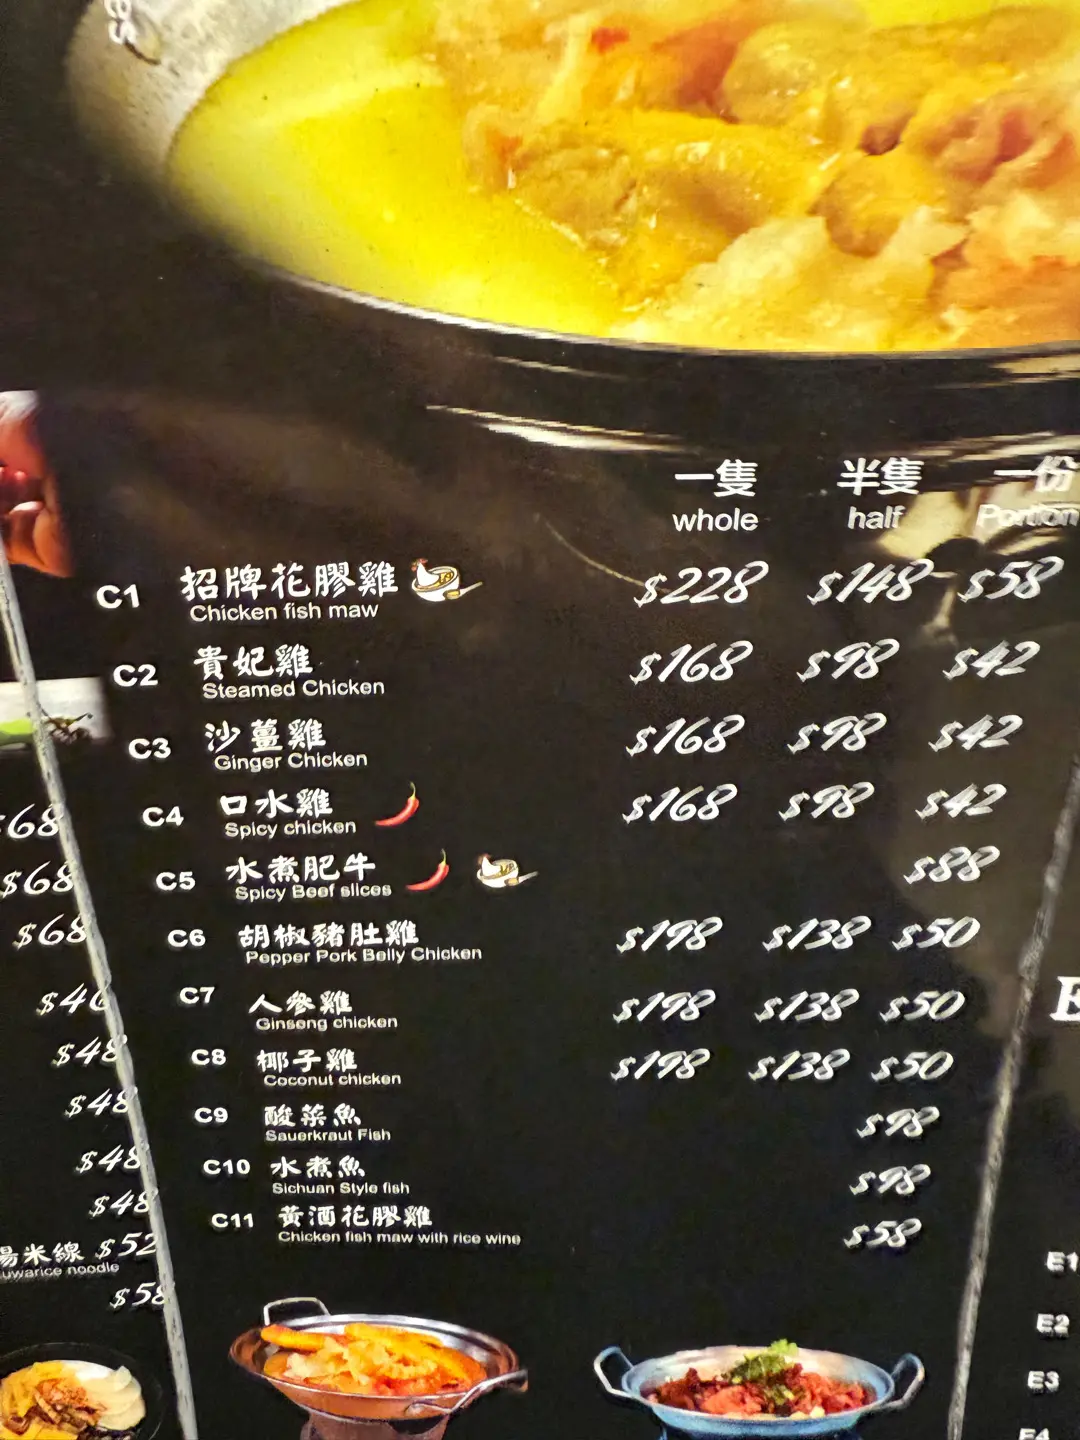 一隻 半隻 一份
whole half Portion
C1 招牌花膠雞 $228 $148 $58
Chicken fish maw
C2 貴妃雞 $168 $98 $42
Steamed Chicken
C3 沙薑雞 $168 $98 $42
Ginger Chicken
C4 口水雞 $168 $98 $42
Spicy chicken
C5 水煮肥牛 $88
Spicy Beef slices
C6 胡椒豬肚雞 $198 $138 $50
Pepper Pork Belly Chicken
C7 人參雞 $198 $138 $50
Ginseng chicken
C8 椰子雞 $198 $138 $50
Coconut chicken
C9 酸菜魚 $98
Sauerkraut Fish
C10 水煮魚 $98
Sichuan Style fish
C11 黃酒花膠雞 $58
Chicken fish maw with rice wine
$68
$68
$68
$48
$48
$48
$48
米線 $52
noodle
$58
E1
E2
E3
E4